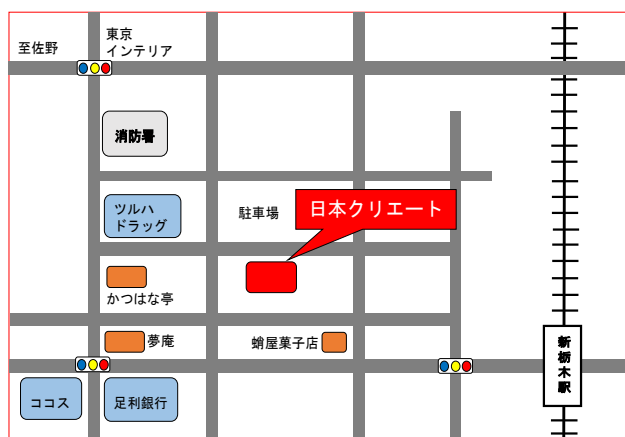 東京
インテリア
至佐野
消防署
ツルハ
ドラッグ
駐車場
日本クリエート
かつはな亭
夢庵
蛸屋菓子店
新栃木駅
ココス
足利銀行